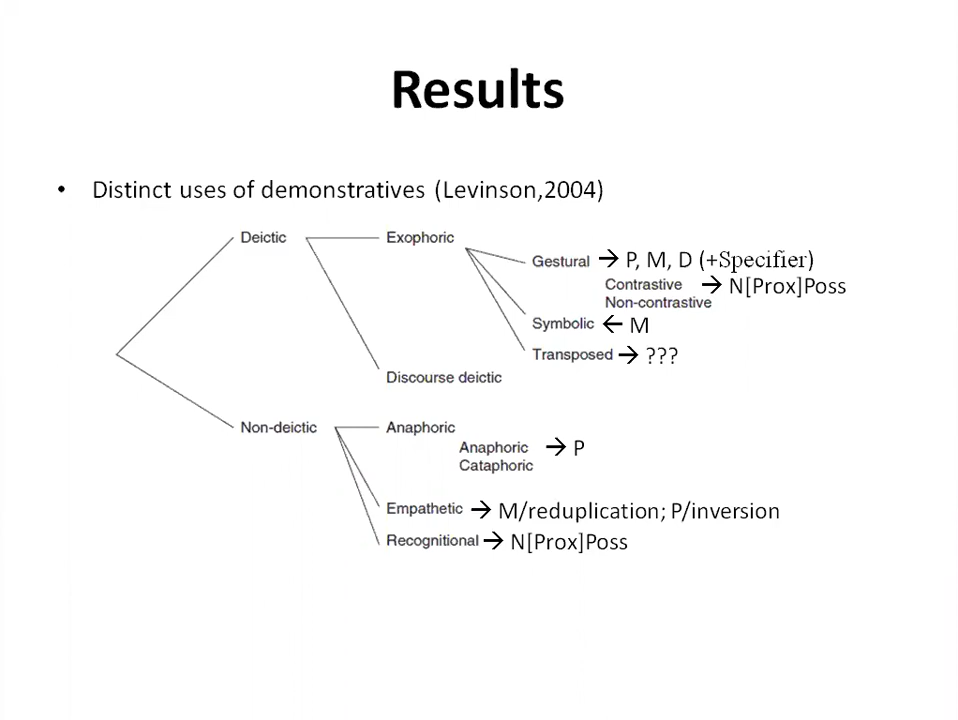 Results
• Distinct uses of demonstratives (Levinson,2004)
Deictic
Exophoric
Gestural → P, M, D (+Specifier)
Contrastive → N[Prox]Poss
Non-contrastive
Symbolic ← M
Transposed → ???
Discourse deictic
Non-deictic
Anaphoric
Anaphoric → P
Cataphoric
Empathetic → M/reduplication; P/inversion
Recognitional → N[Prox]Poss